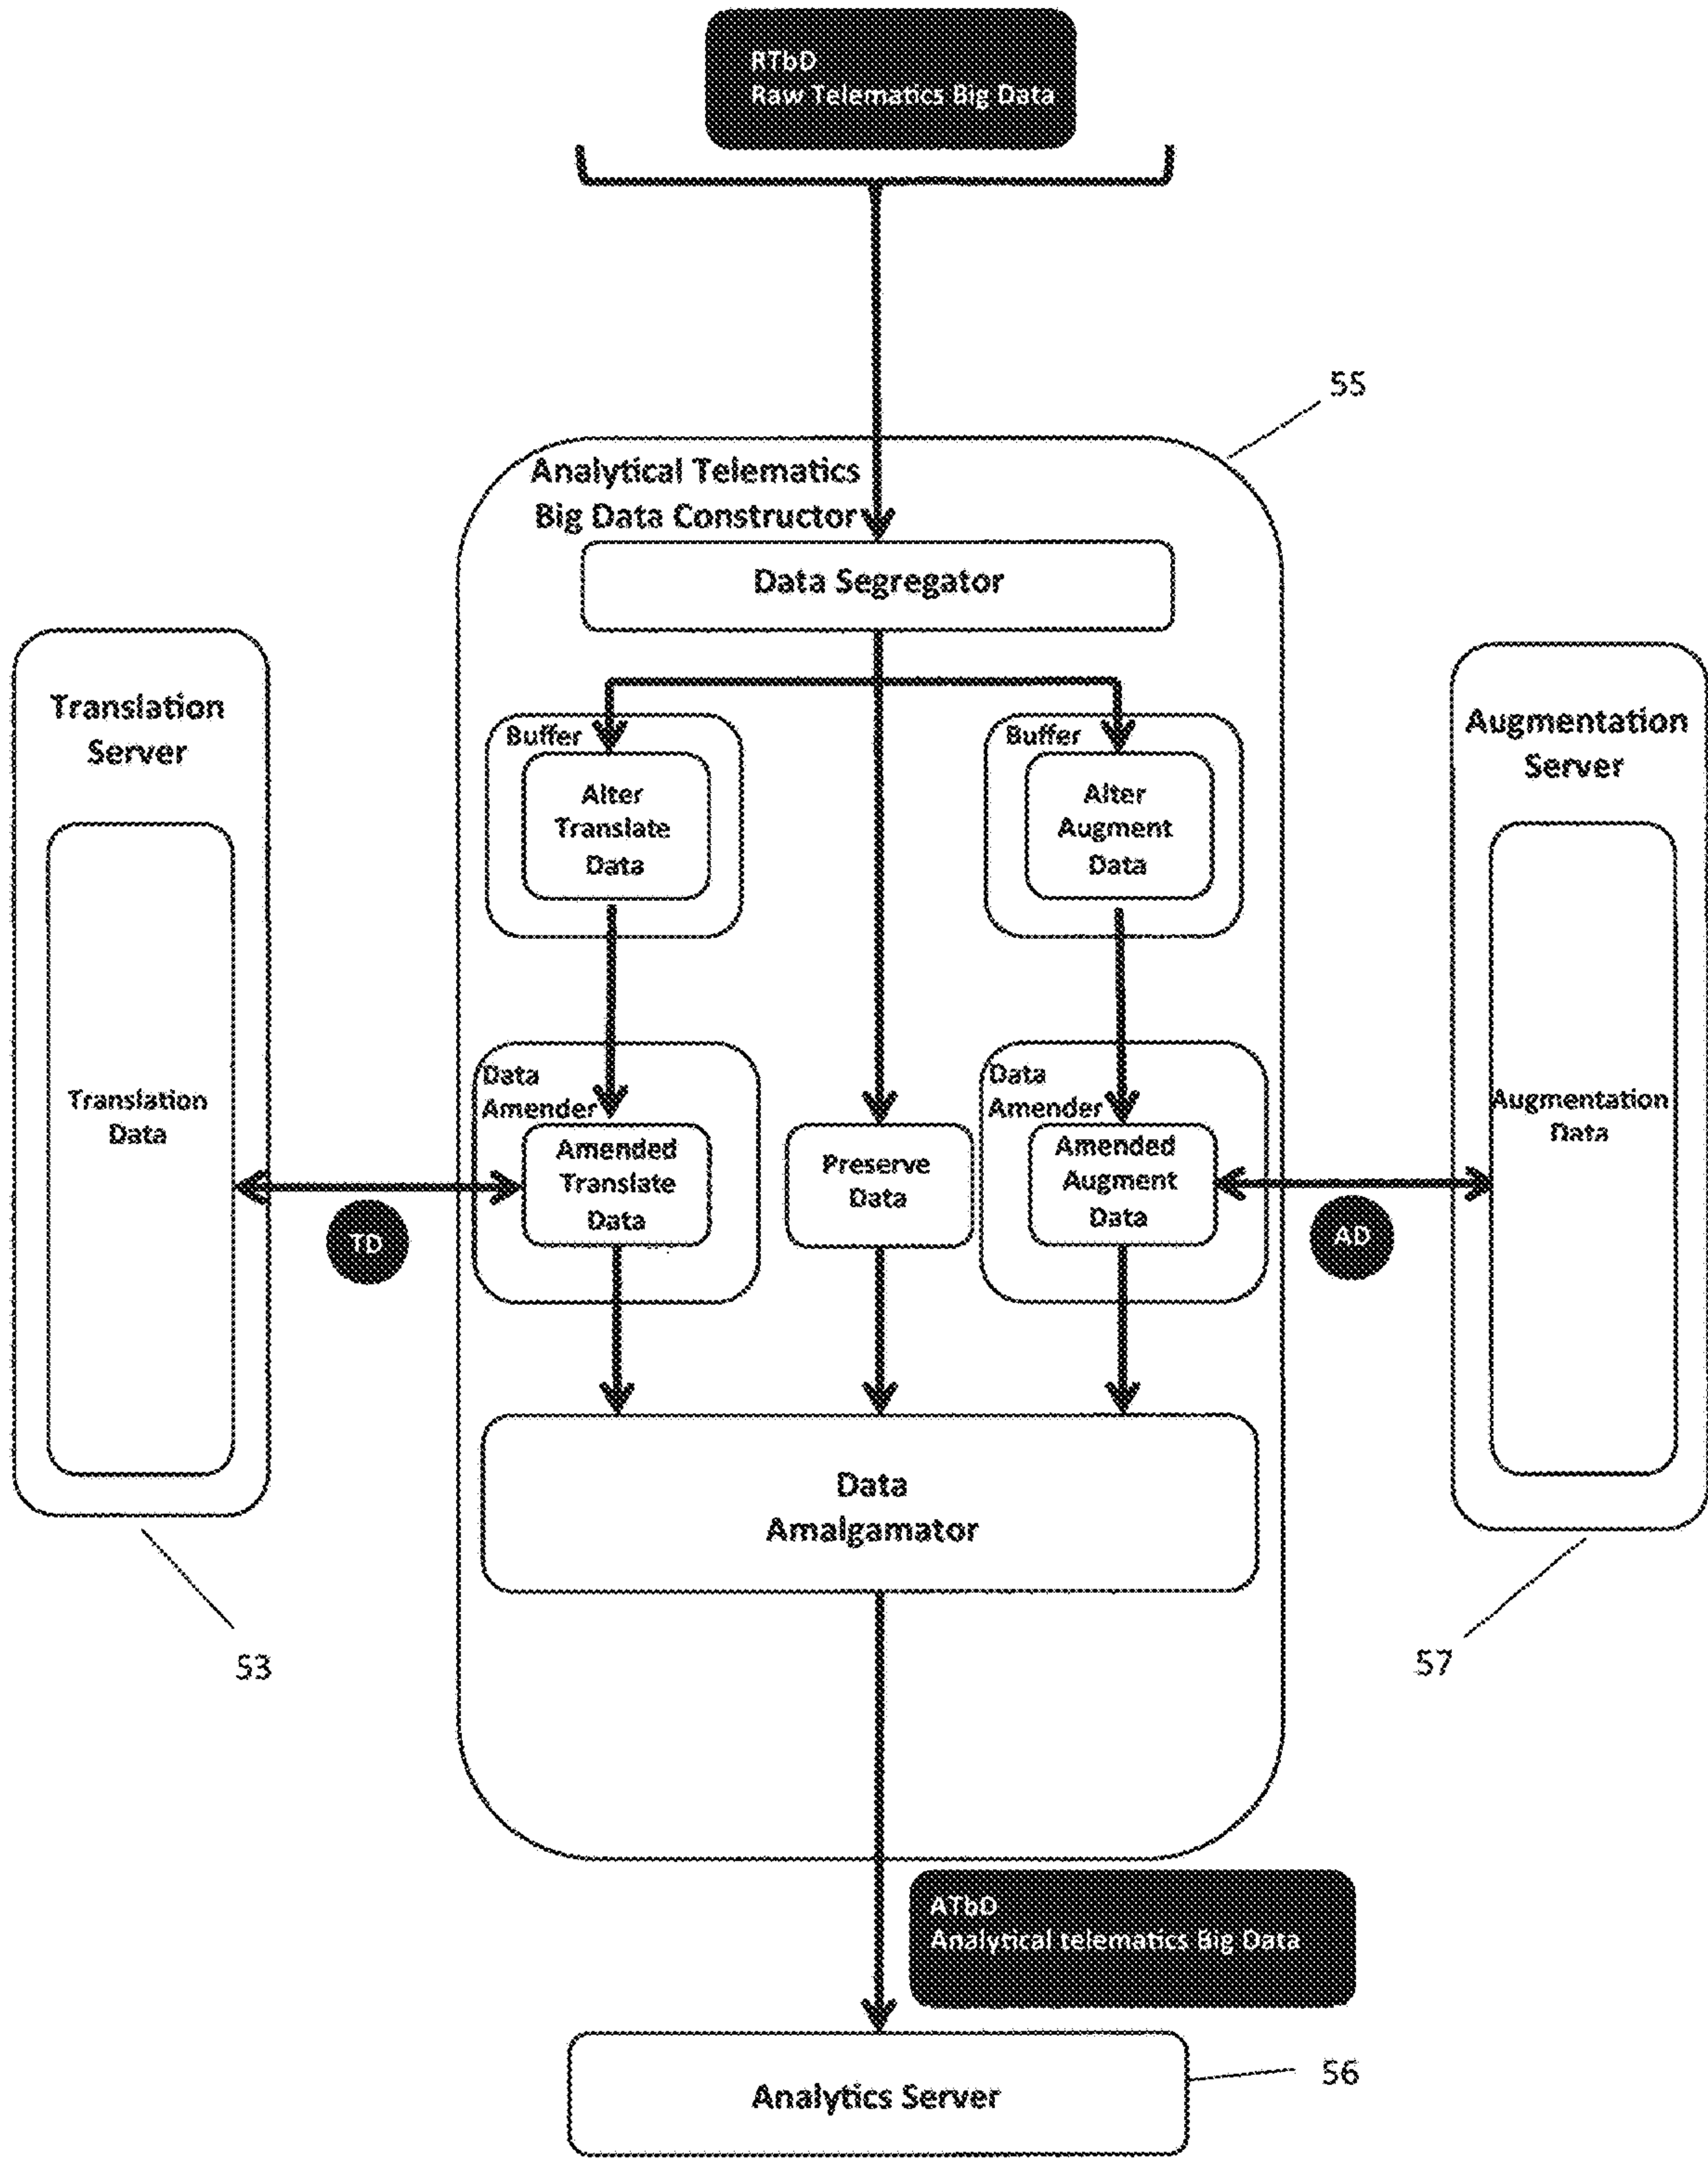 RTbD
Raw Telematics Big Data
55
Analytical Telematics
Big Data Constructor
Data Segregator
Translation
Server
Augmentation
Server
Buffer
Buffer
Alter
Translate
Data
Alter
Augment
Data
Translation
Data
Augmentation
Data
Data
Amender
Data
Amender
Amended
Translate
Data
Preserve
Data
Amended
Augment
Data
TD
AD
Data
Amalgamator
53
57
ATbD
Analytical telematics Big Data
Analytics Server
56